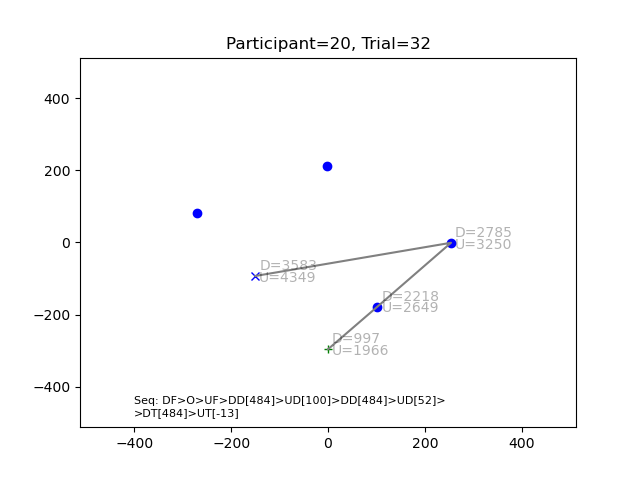 Participant=20, Trial=32
400
200
0
−200
−400
D=2785
U=3250
D=3583
U=4349
D=2218
U=2649
D=997
U=1966
Seq: DF>O>UF>DD[484]>UD[100]>DD[484]>UD[52]>
>DT[484]>UT[-13]
−400 −200 0 200 400